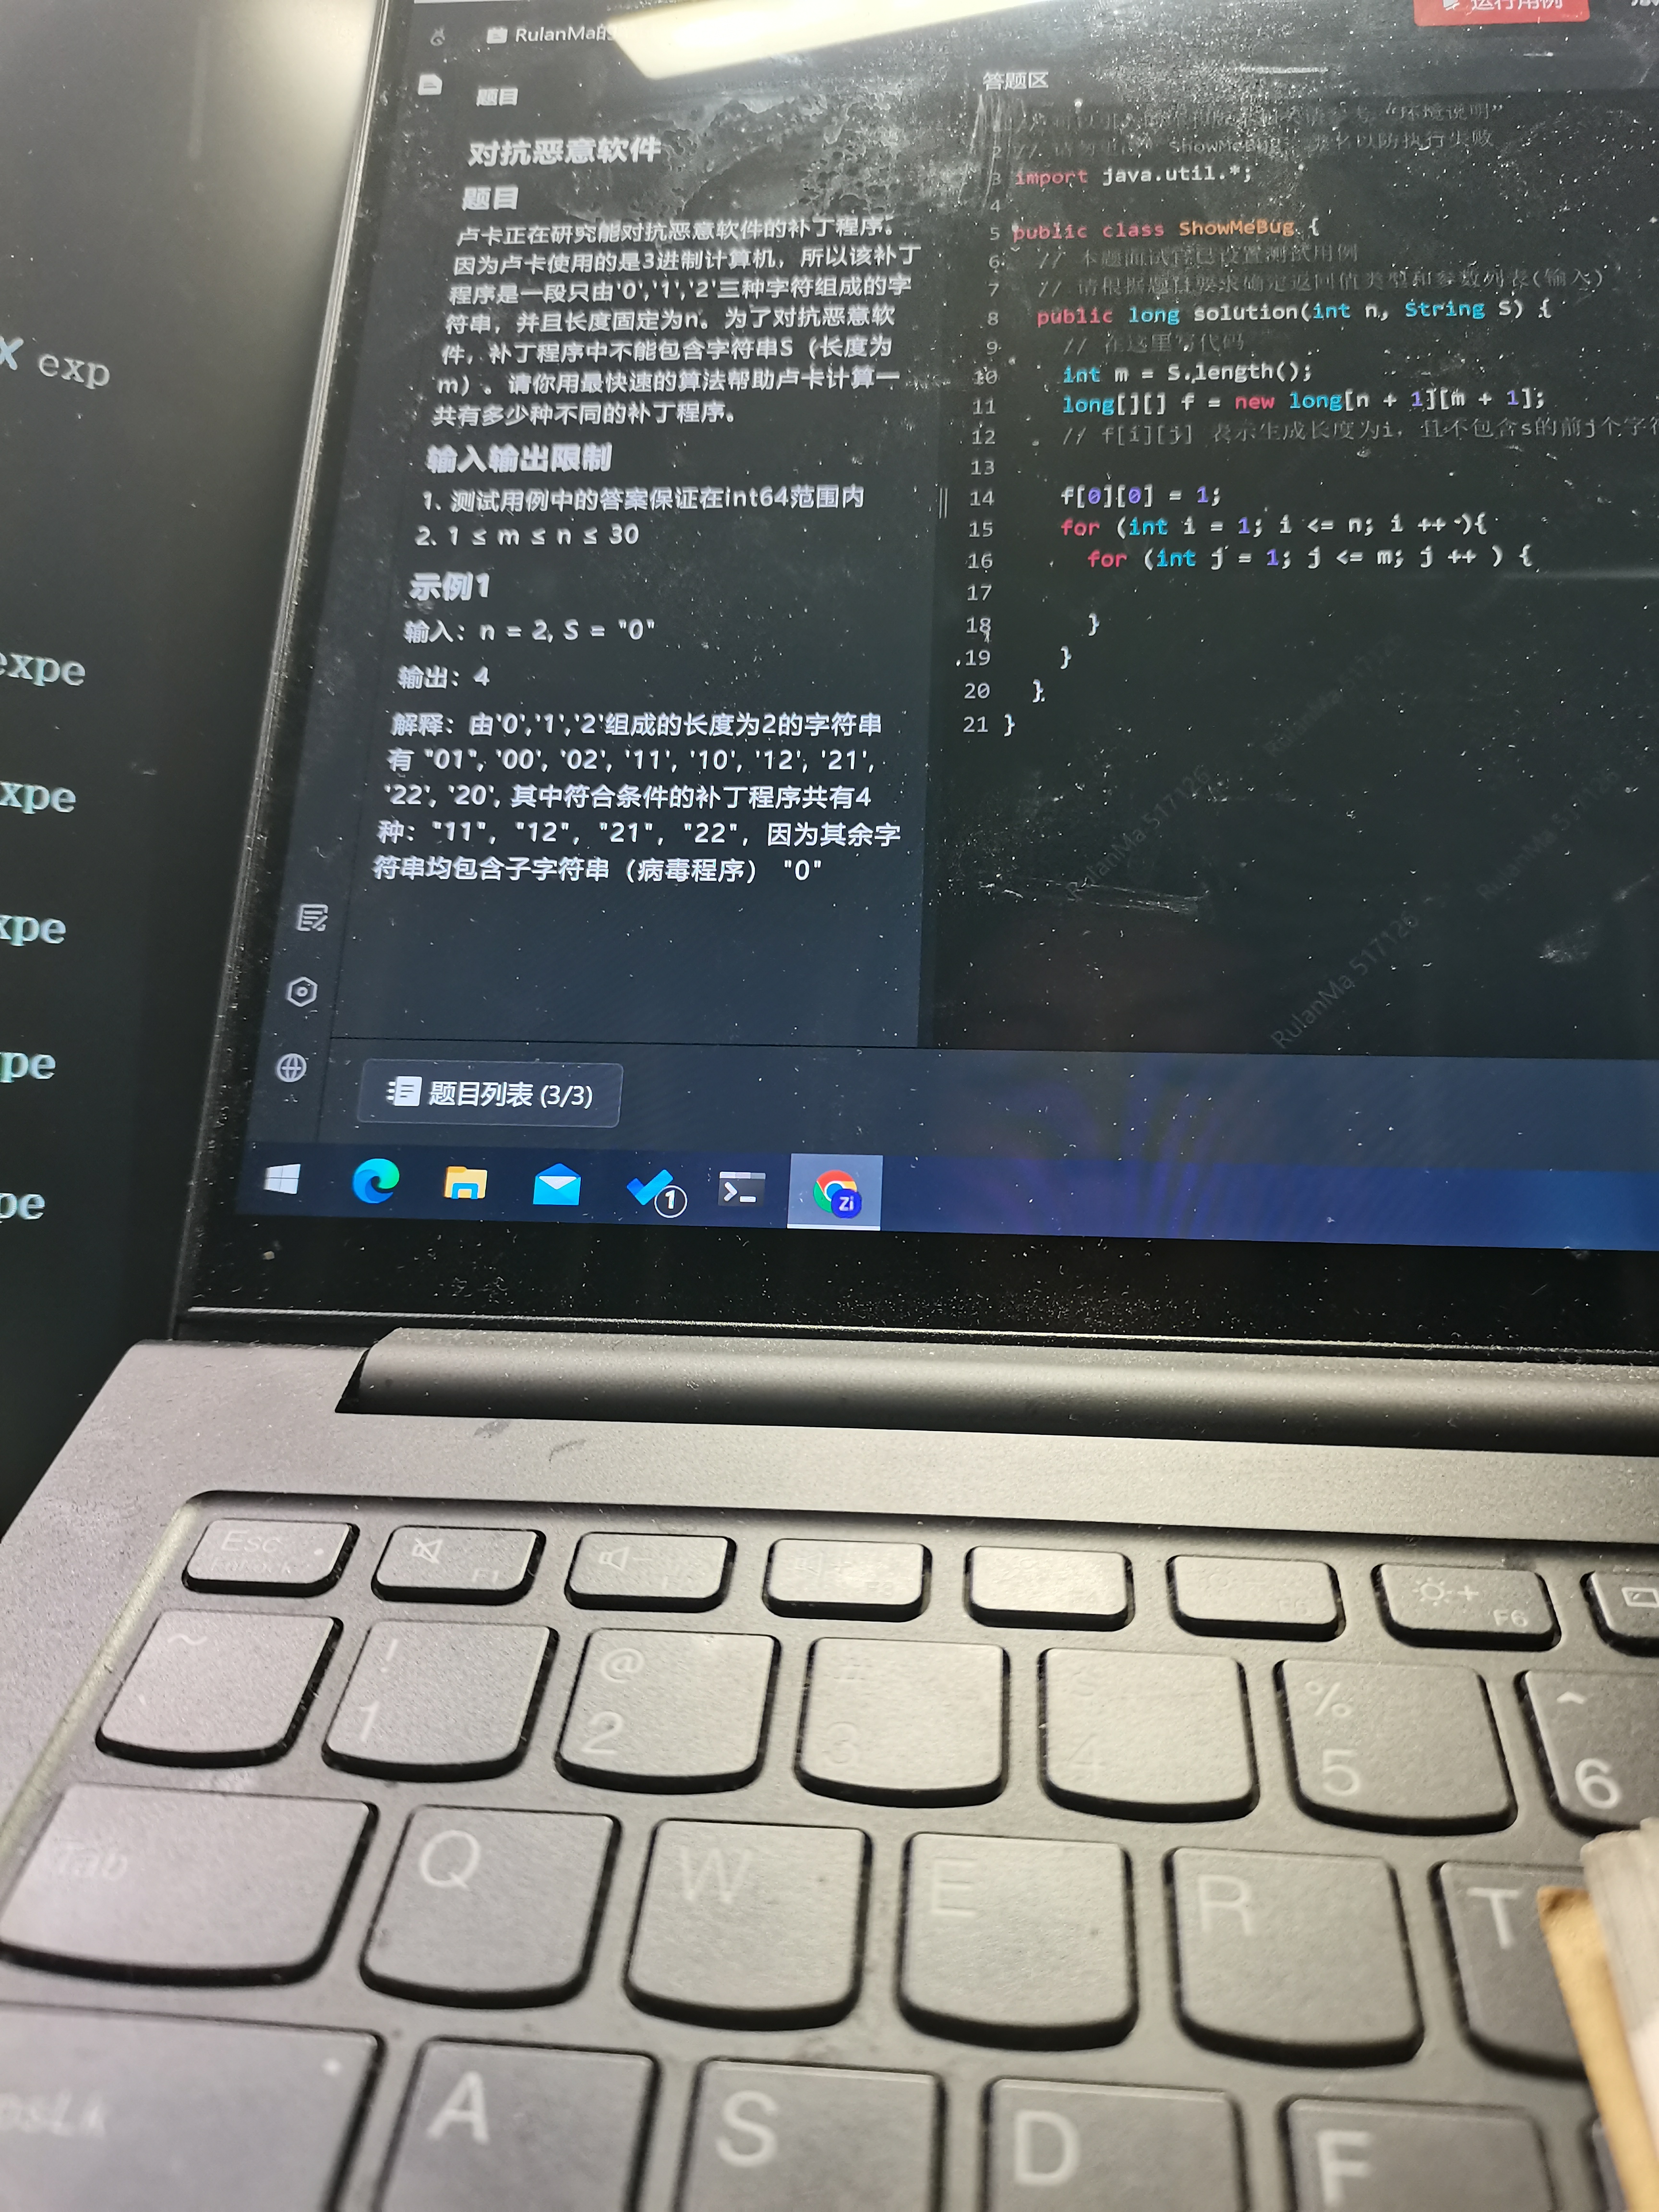 RulanMa的
运行用例
题目
对抗恶意软件
题目
卢卡正在研究能对抗恶意软件的补丁程序。
因为卢卡使用的是3进制计算机，所以该补丁
程序是一段只由'0','1','2'三种字符组成的字
符串，并且长度固定为n。为了对抗恶意软
件，补丁程序中不能包含字符串S（长度为
m）。请你用最快速的算法帮助卢卡计算一
共有多少种不同的补丁程序。
输入输出限制
1. 测试用例中的答案保证在int64范围内
2. 1 ≤ m ≤ n ≤ 30
示例1
输入：n = 2, S = "0"
输出：4
解释：由'0','1','2'组成的长度为2的字符串
有 "01", '00', '02', '11', '10', '12', '21',
'22', '20', 其中符合条件的补丁程序共有4
种："11", "12", "21", "22", 因为其余字
符串均包含子字符串（病毒程序） "0"
题目列表 (3/3)
答题区
"环境说明"
2 // ShowMeBug 类名以防执行失败
3 import java.util.*;
4
5 public class ShowMeBug {
6 // 本题面试官已设置测试用例
7 // 请根据题目要求确定返回值类型和参数列表(输入)
8 public long solution(int n, String S) {
9 // 在这里写代码
10 int m = S.length();
11 long[][] f = new long[n + 1][m + 1];
12 // f[i][j] 表示生成长度为i，且不包含s的前j个字符
13
14 f[0][0] = 1;
15 for (int i = 1; i <= n; i ++ ){
16 for (int j = 1; j <= m; j ++ ) {
17
18 }
19 }
20 }
21 }
RulanMa 517126
RulanMa 517126
RulanMa 517126
RulanMa 517126
X exp
expe
xpe
xpe
pe
pe
1
Zi
Esc
F1
F6
~
! 1
@ 2
3
4
% 5
^ 6
Tab
Q
W
E
R
T
psLk
A
S
D
F